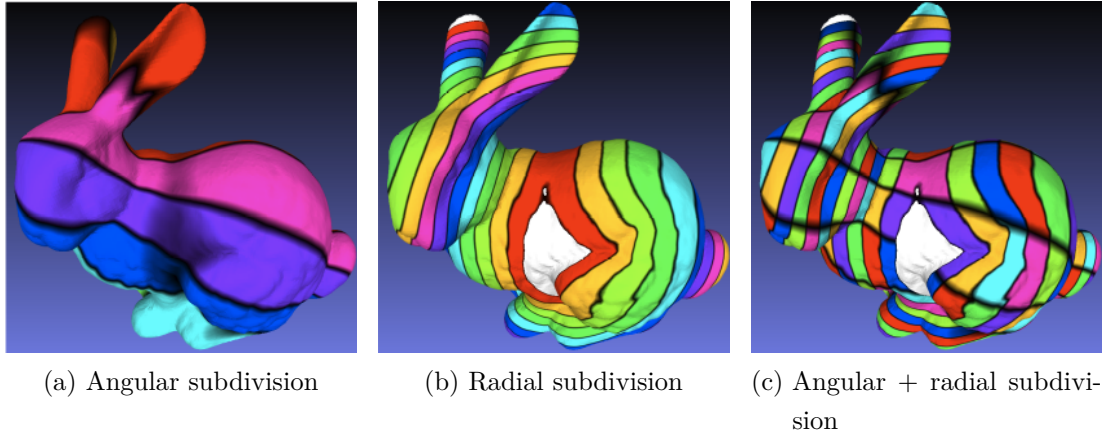 (a) Angular subdivision
(b) Radial subdivision
(c) Angular + radial subdivi-
sion